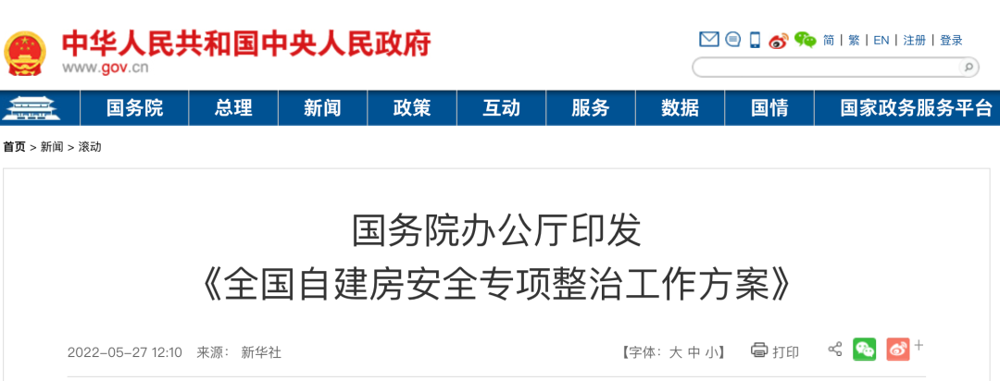 中华人民共和国中央人民政府
www.gov.cn
简 | 繁 | EN | 注册 | 登录
国务院 总理 新闻 政策 互动 服务 数据 国情 国家政务服务平台
首页 > 新闻 > 滚动
国务院办公厅印发
《全国自建房安全专项整治工作方案》
2022-05-27 12:10 来源： 新华社 【字体：大 中 小】 打印 +